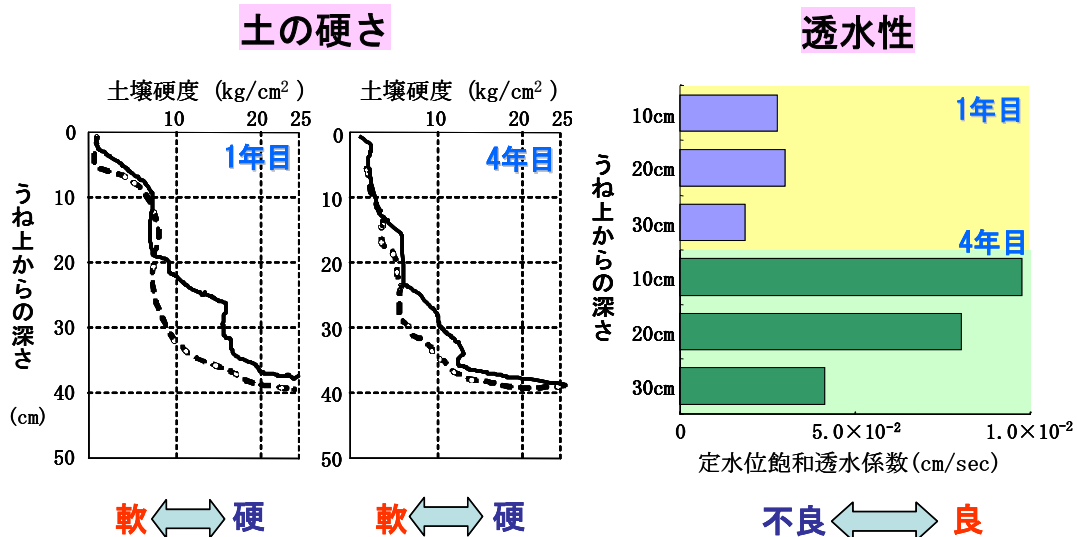 土の硬さ
土壌硬度 (kg/cm²)
10 20 25
0
10
20
30
40
50
うね上からの深さ
(cm)
1年目
軟 硬
土壌硬度 (kg/cm²)
10 20 25
0
10
20
30
40
50
4年目
軟 硬
透水性
うね上からの深さ
1年目
10cm
20cm
30cm
4年目
10cm
20cm
30cm
0 5.0×10⁻² 1.0×10⁻²
定水位飽和透水係数(cm/sec)
不良 良